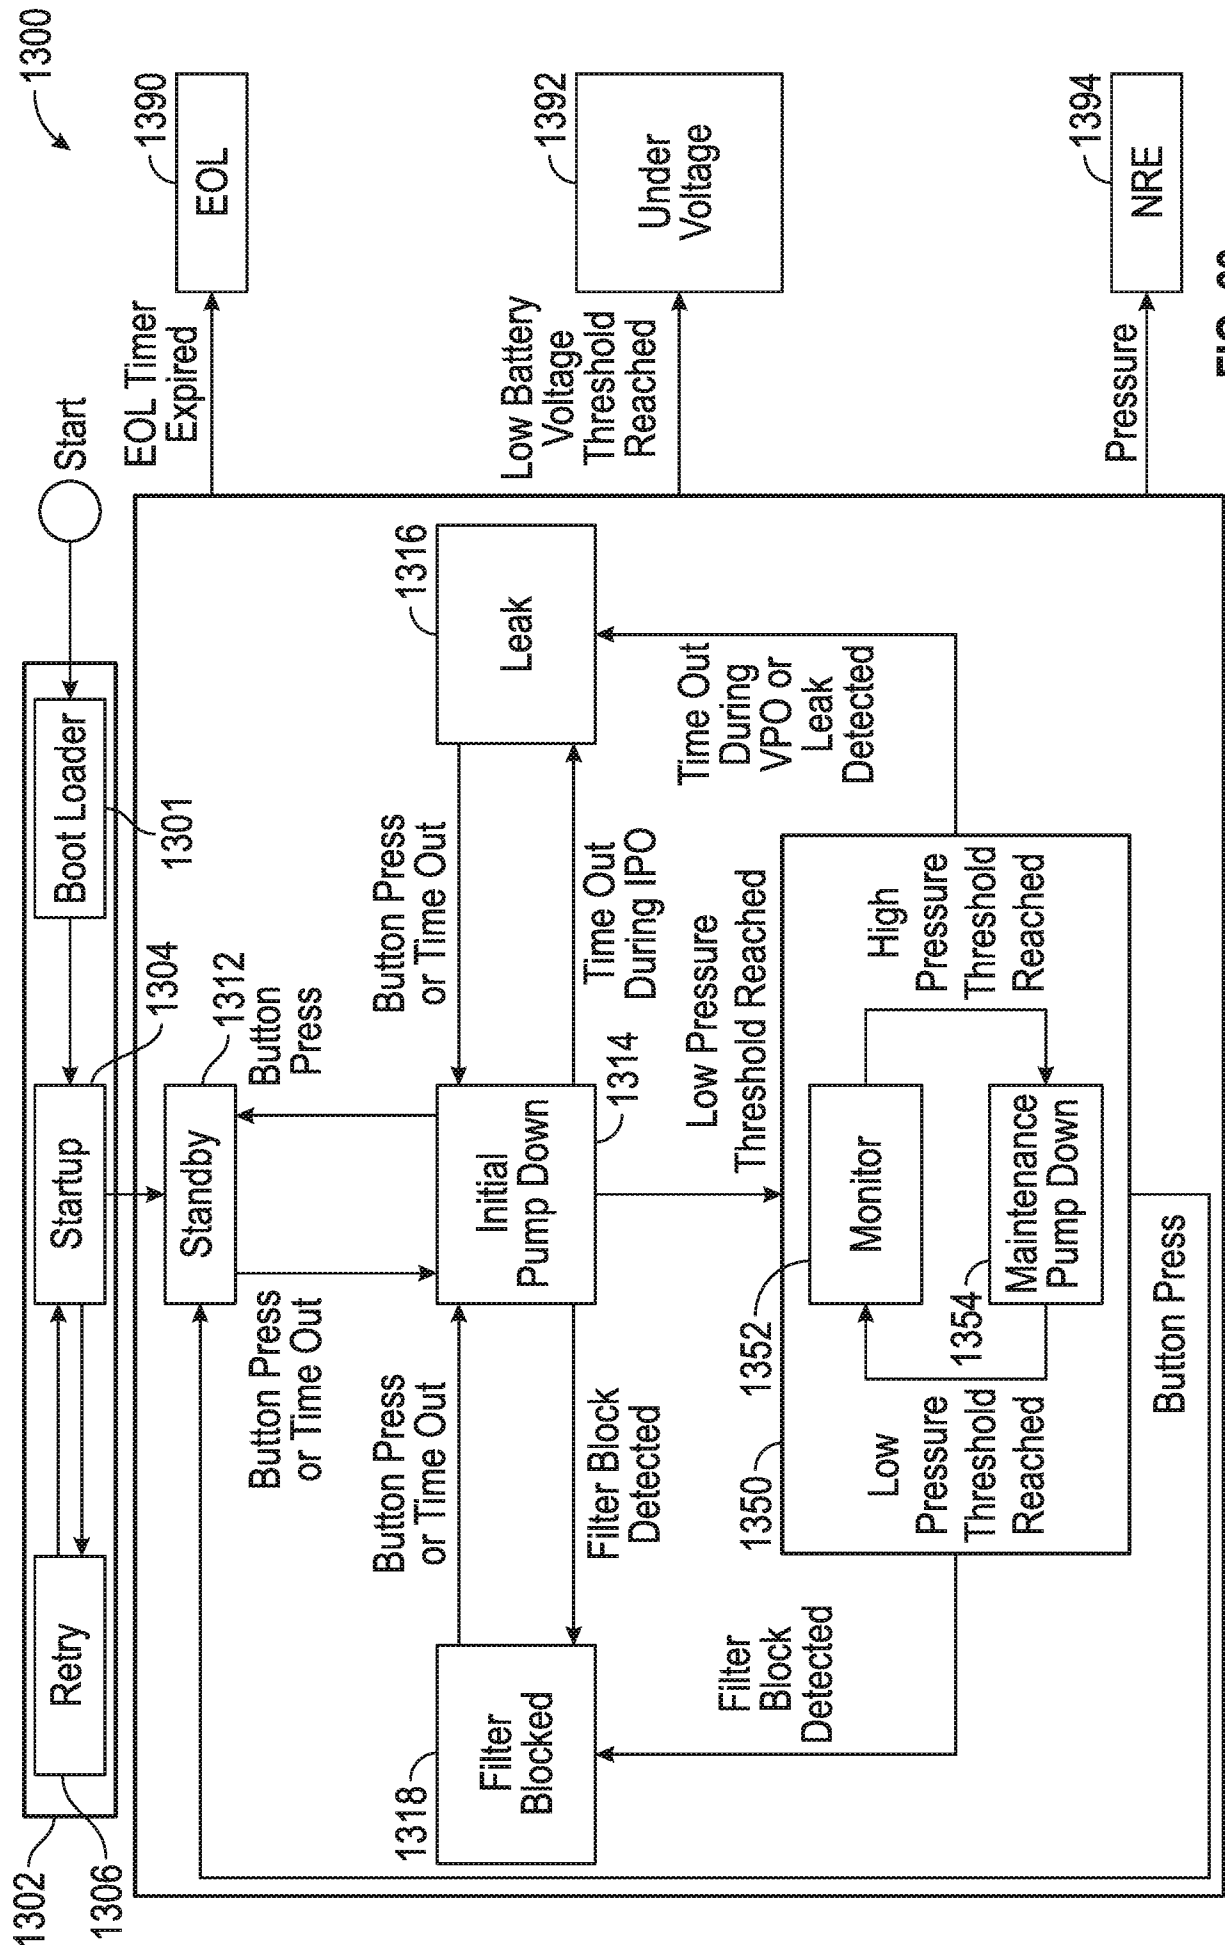 1300
1302
1306
Retry
Startup
1304
Boot Loader
1301
Start
Standby
1312
Button Press
or Time Out
Button
Press
EOL Timer
Expired
EOL
1390
1318
Filter
Blocked
Button Press
or Time Out
Filter Block
Detected
Initial
Pump Down
1314
Button Press
or Time Out
Time Out
During IPO
Leak
1316
Low Battery
Voltage
Threshold
Reached
Under
Voltage
1392
Filter
Block
Detected
Low Pressure
Threshold Reached
Time Out
During
VPO or
Leak
Detected
1350
1352
Monitor
1354
Maintenance
Pump Down
Low
Pressure
Threshold
Reached
High
Pressure
Threshold
Reached
Button Press
Pressure
NRE
1394